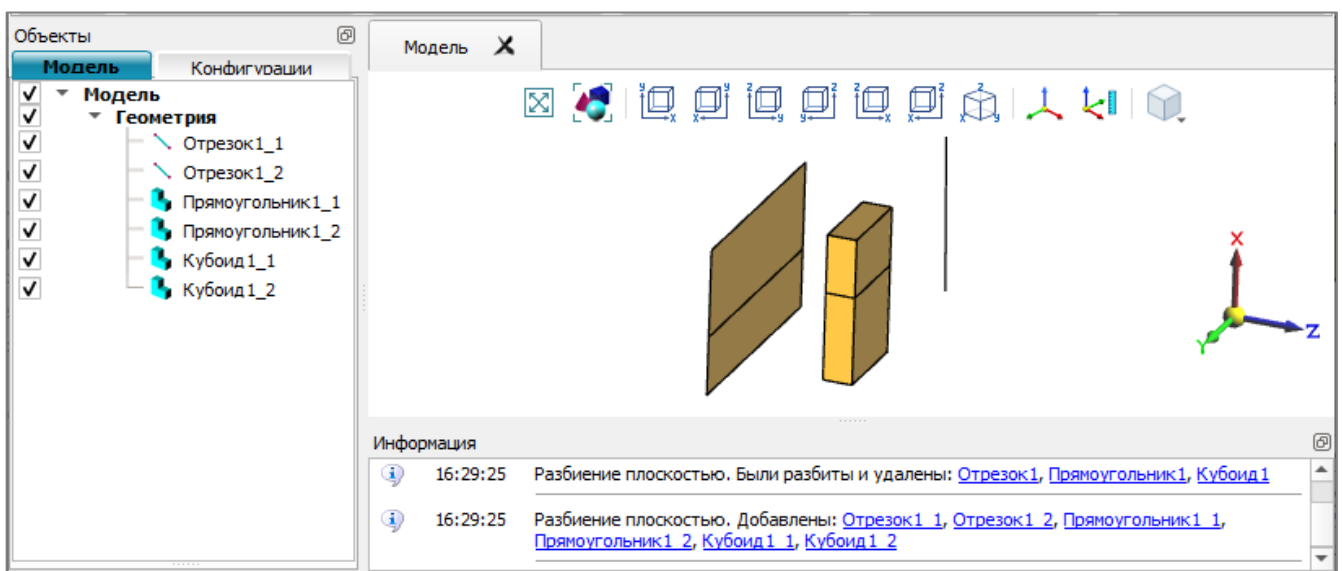 Объекты
Модель Конфигурации
Модель
Геометрия
Отрезок1_1
Отрезок1_2
Прямоугольник1_1
Прямоугольник1_2
Кубоид1_1
Кубоид1_2
Модель
y x x y z y y z z x x z z x y
X
Z
Y
Информация
16:29:25 Разбиение плоскостью. Были разбиты и удалены: Отрезок1, Прямоугольник1, Кубоид1
16:29:25 Разбиение плоскостью. Добавлены: Отрезок1_1, Отрезок1_2, Прямоугольник1_1,
Прямоугольник1_2, Кубоид1_1, Кубоид1_2